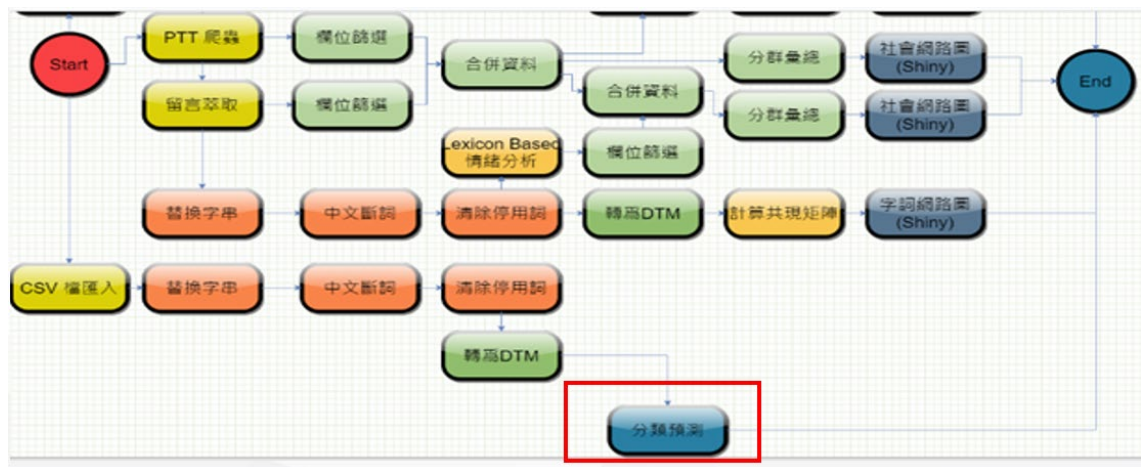 PTT 爬蟲
欄位篩選
Start
合併資料
分群彙總
社會網路圖
(Shiny)
End
留言萃取
欄位篩選
合併資料
分群彙總
社會網路圖
(Shiny)
Lexicon Based
情緒分析
欄位篩選
替換字串
中文斷詞
清除停用詞
轉為DTM
計算共現矩陣
字詞網路圖
(Shiny)
CSV 檔匯入
替換字串
中文斷詞
清除停用詞
轉為DTM
分類預測